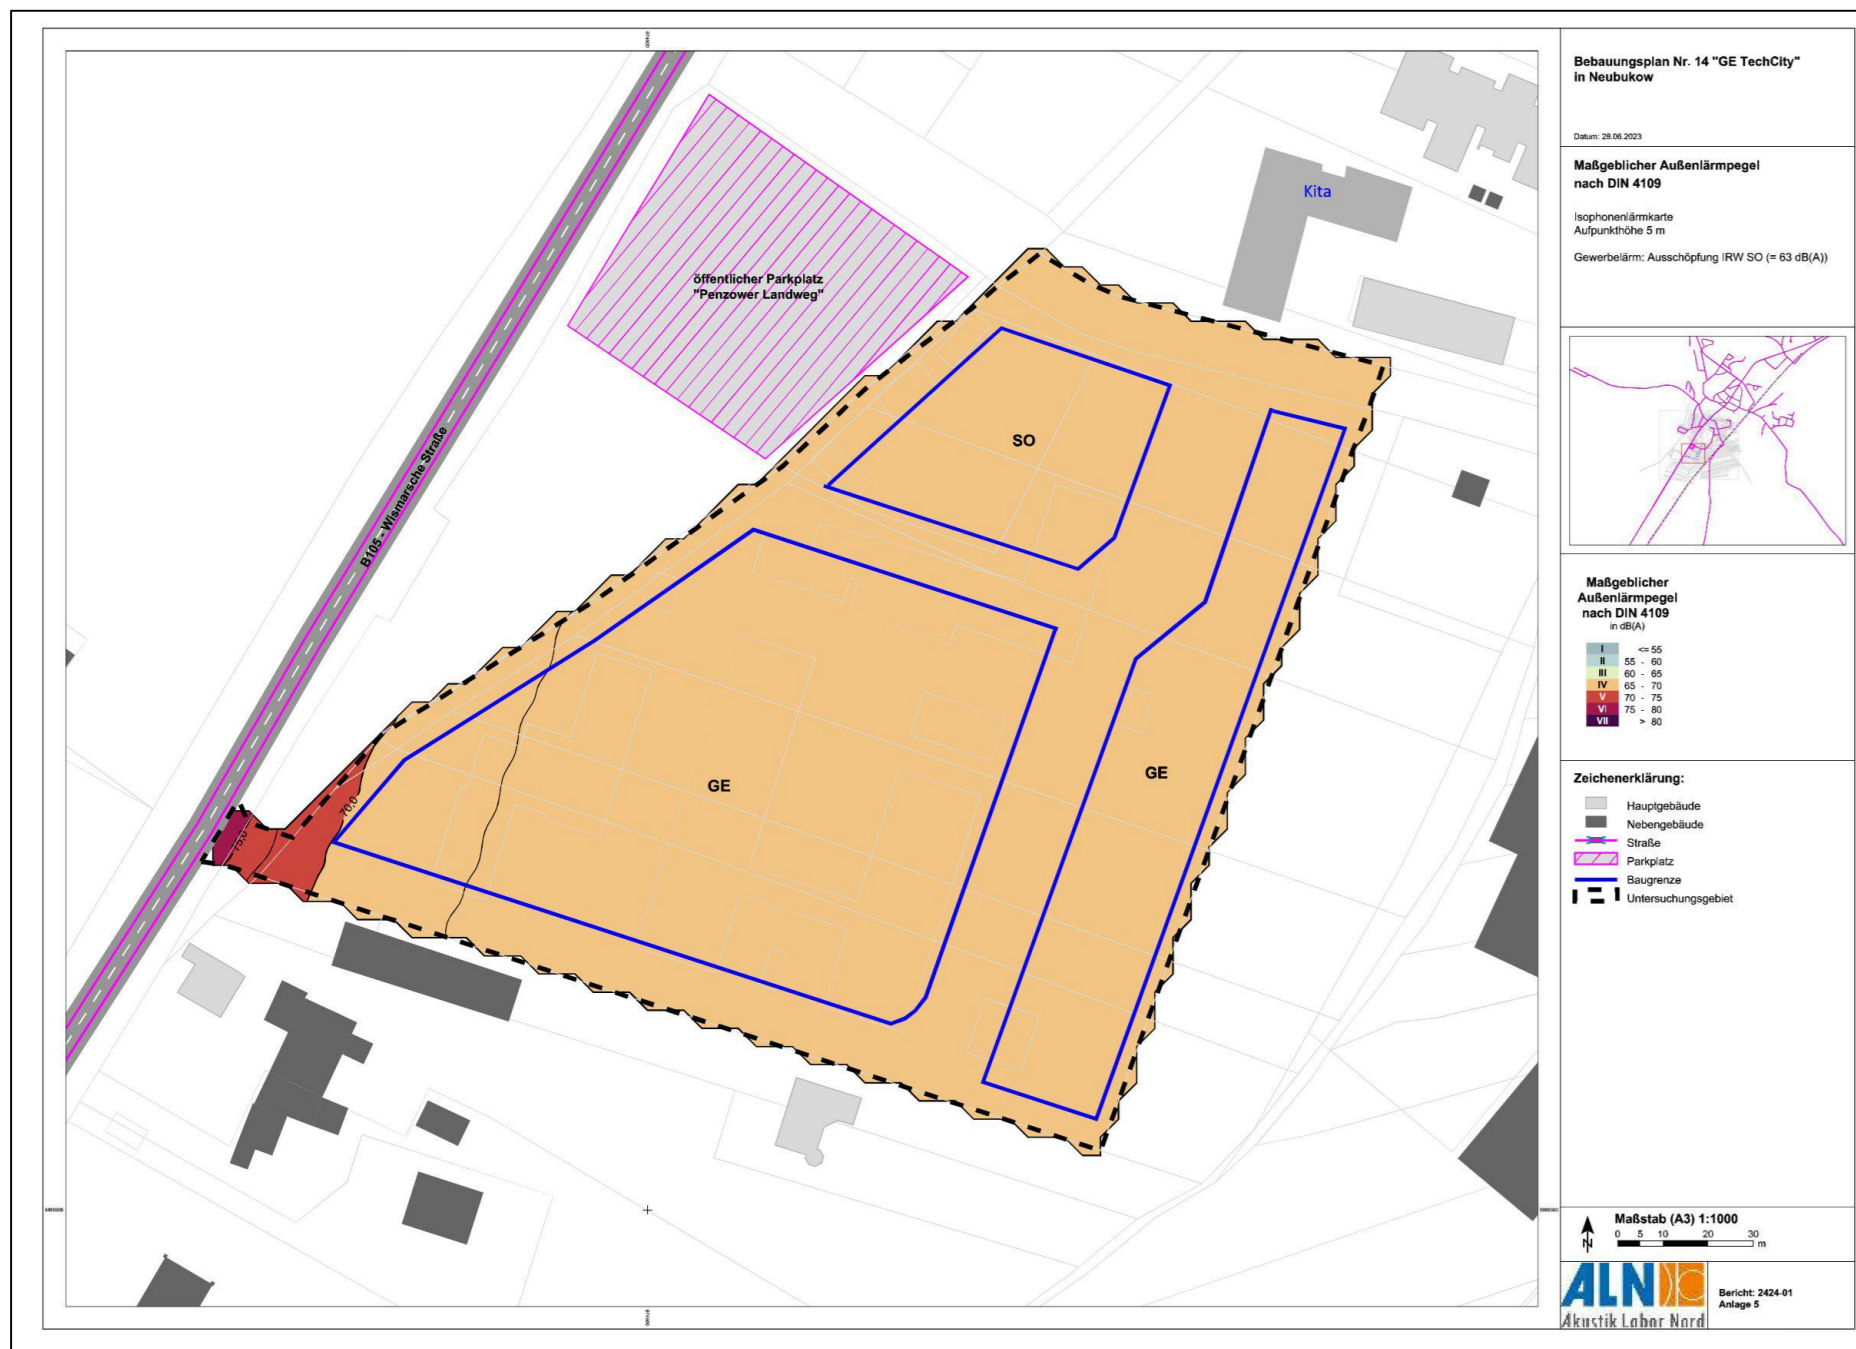 Bebauungsplan Nr. 14 "GE TechCity"
in Neubukow
Datum: 28.06.2023
Maßgeblicher Außenlärmpegel
nach DIN 4109
Isophonenlärmkarte
Aufpunkthöhe 5 m
Gewerbelärm: Ausschöpfung IRW SO (= 63 dB(A))
Kita
öffentlicher Parkplatz
"Penzower Landweg"
B105 - Wismarsche Straße
SO
GE
GE
70,0
75,0
Maßgeblicher
Außenlärmpegel
nach DIN 4109
in dB(A)
I <= 55
II 55 - 60
III 60 - 65
IV 65 - 70
V 70 - 75
VI 75 - 80
VII > 80
Zeichenerklärung:
Hauptgebäude
Nebengebäude
Straße
Parkplatz
Baugrenze
Untersuchungsgebiet
N
Maßstab (A3) 1:1000
0 5 10 20 30
m
ALN
Akustik Labor Nord
Bericht: 2424-01
Anlage 5